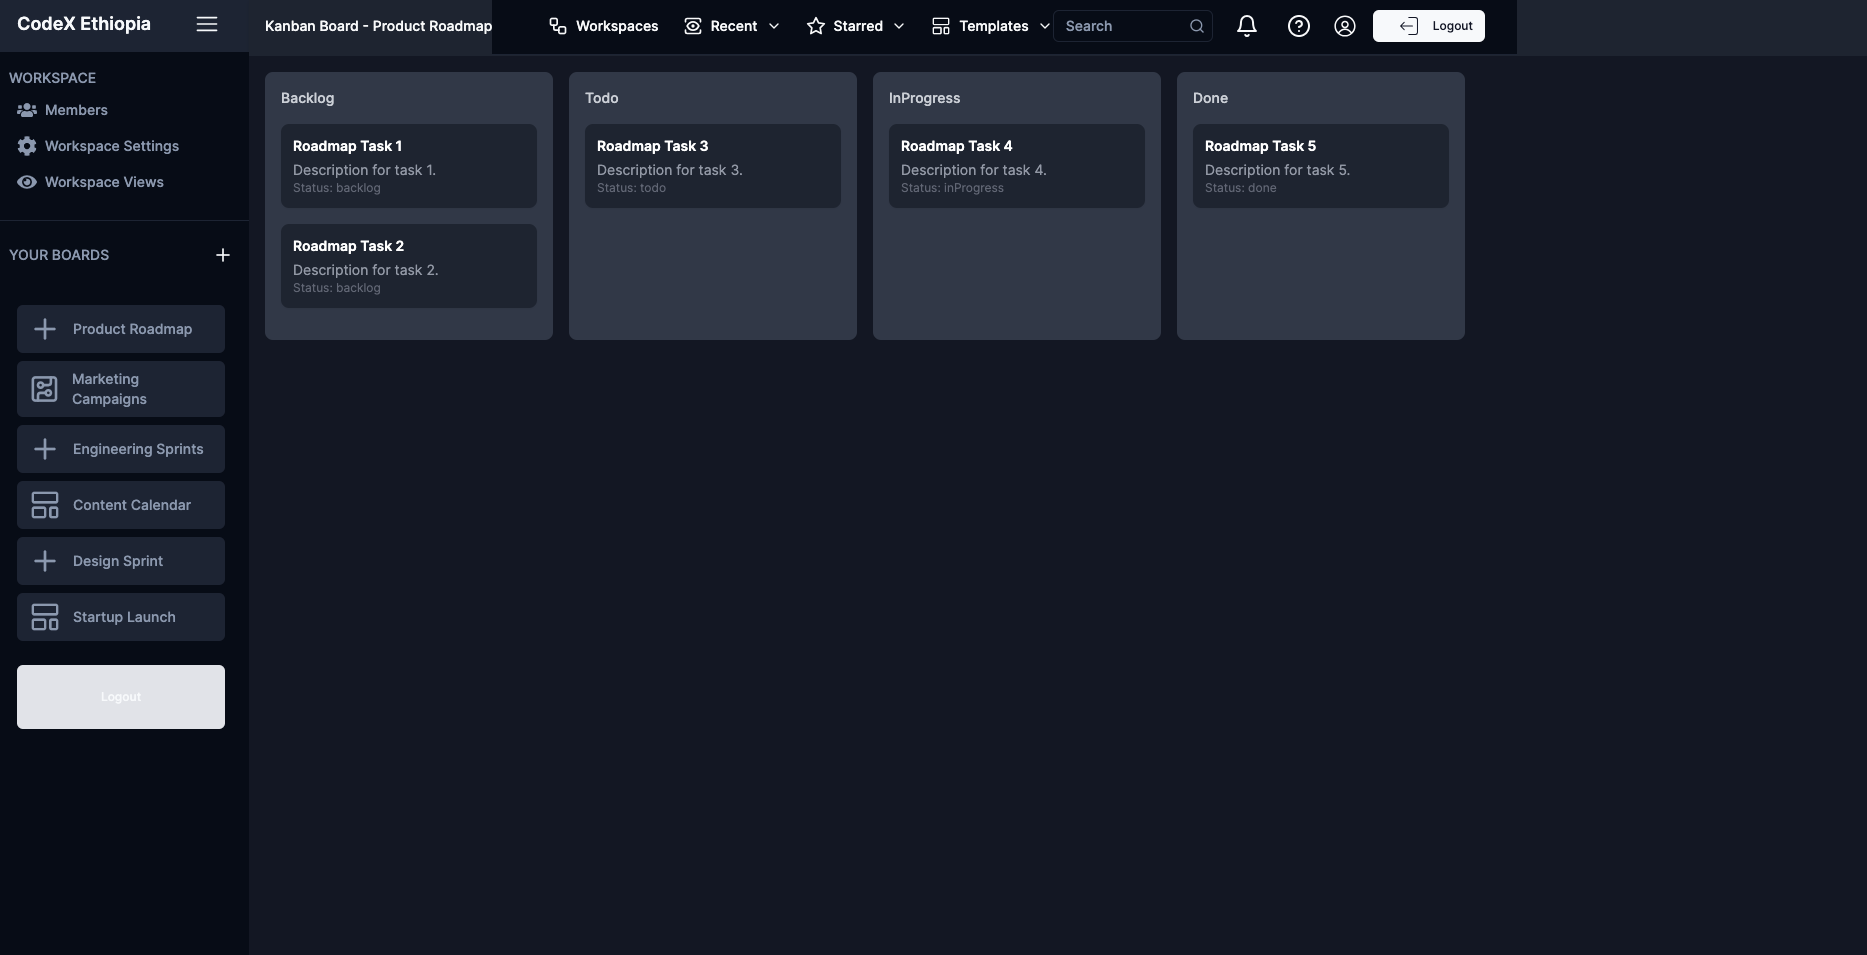 CodeX Ethiopia
Kanban Board - Product Roadmap
Workspaces
Recent
Starred
Templates
Search
Logout
WORKSPACE
Members
Workspace Settings
Workspace Views
YOUR BOARDS
Product Roadmap
Marketing
Campaigns
Engineering Sprints
Content Calendar
Design Sprint
Startup Launch
Logout
Backlog
Roadmap Task 1
Description for task 1.
Status: backlog
Roadmap Task 2
Description for task 2.
Status: backlog
Todo
Roadmap Task 3
Description for task 3.
Status: todo
InProgress
Roadmap Task 4
Description for task 4.
Status: inProgress
Done
Roadmap Task 5
Description for task 5.
Status: done